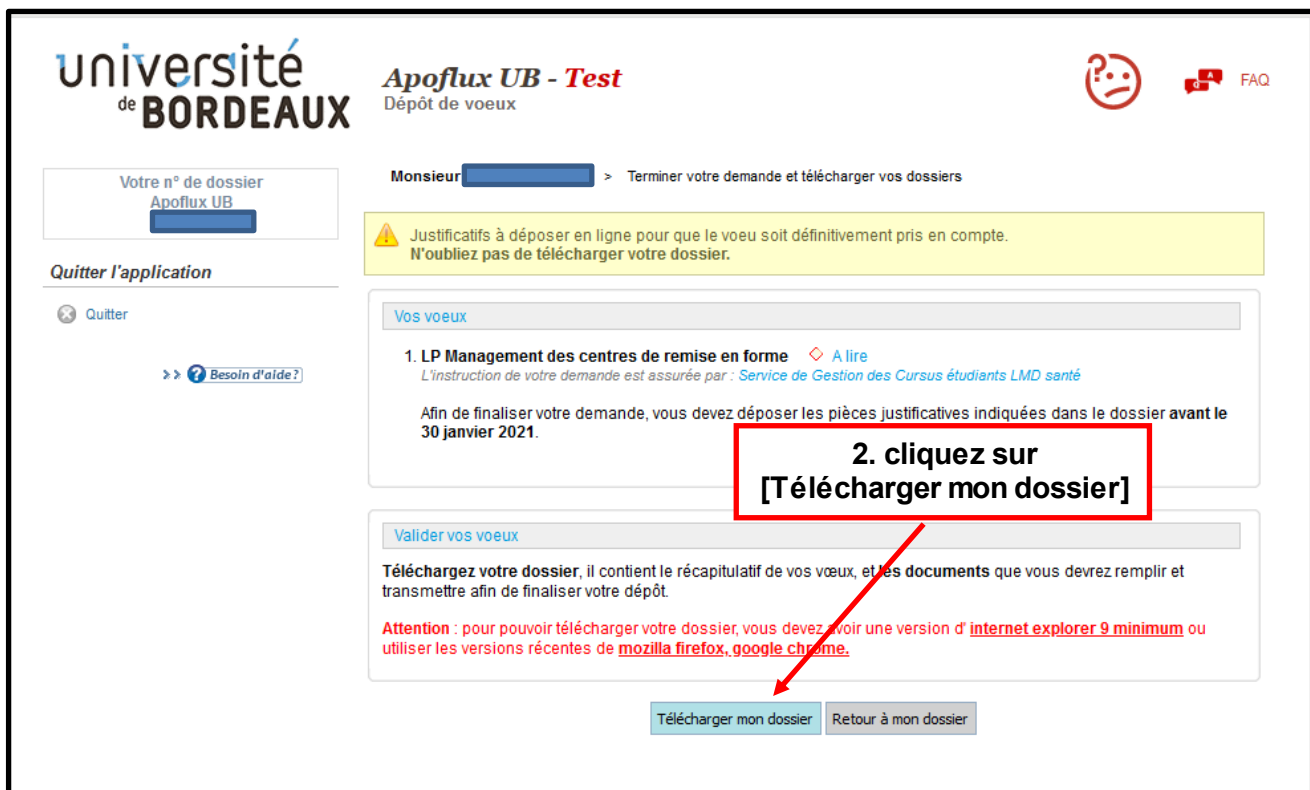 université
de BORDEAUX
Apoflux UB - Test
Dépôt de voeux
?
A
q
FAQ
Votre n° de dossier
Apoflux UB
Monsieur > Terminer votre demande et télécharger vos dossiers
Justificatifs à déposer en ligne pour que le voeu soit définitivement pris en compte.
N'oubliez pas de télécharger votre dossier.
Quitter l'application
Quitter
>> ? Besoin d'aide?
Vos voeux
1. LP Management des centres de remise en forme A lire
L'instruction de votre demande est assurée par : Service de Gestion des Cursus étudiants LMD santé
Afin de finaliser votre demande, vous devez déposer les pièces justificatives indiquées dans le dossier avant le
30 janvier 2021.
2. cliquez sur
[Télécharger mon dossier]
Valider vos voeux
Téléchargez votre dossier, il contient le récapitulatif de vos vœux, et les documents que vous devrez remplir et
transmettre afin de finaliser votre dépôt.
Attention : pour pouvoir télécharger votre dossier, vous devez avoir une version d' internet explorer 9 minimum ou
utiliser les versions récentes de mozilla firefox, google chrome.
Télécharger mon dossier
Retour à mon dossier